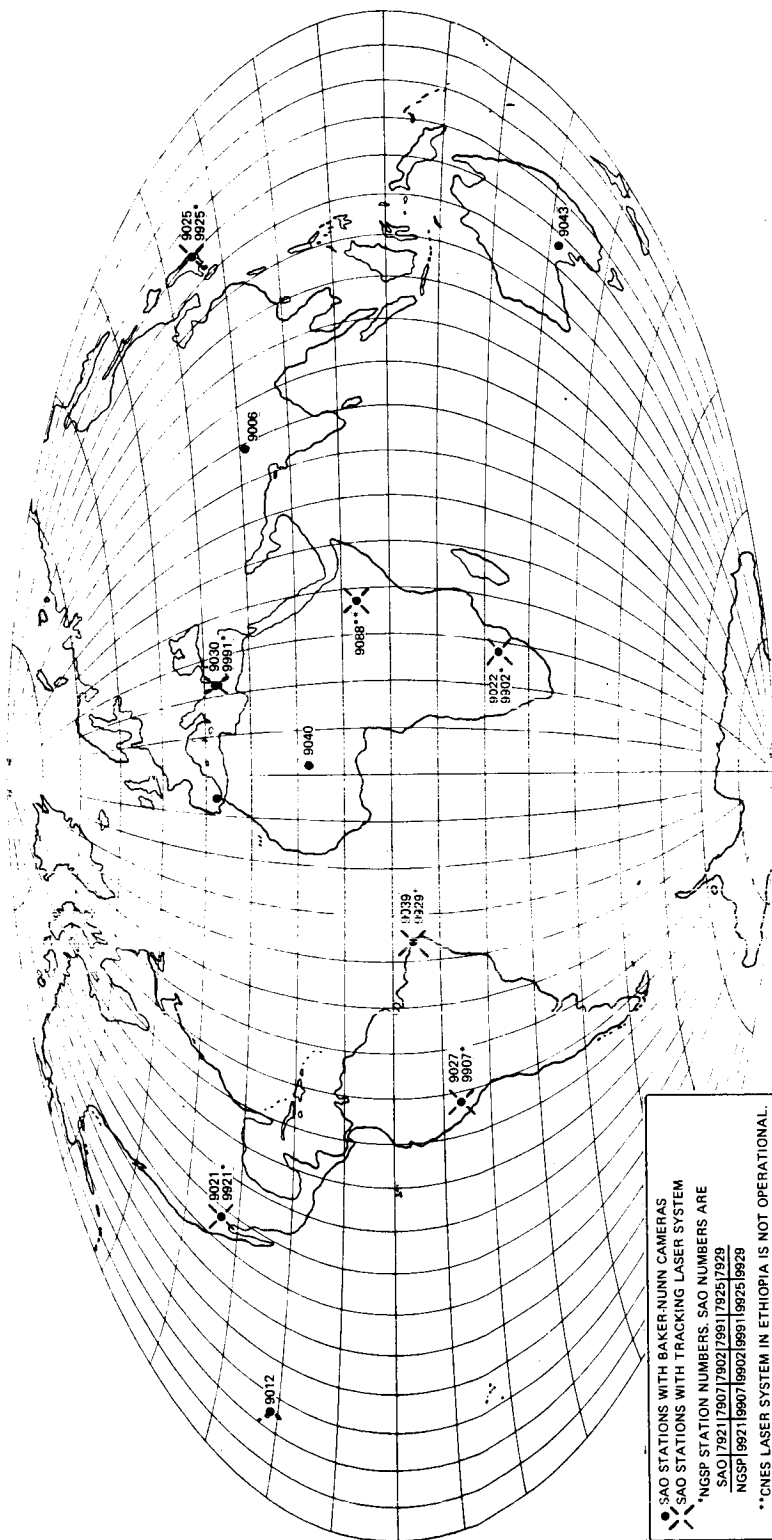 9012
9021
9921*
9027
9907*
9039
9929*
9040
9030
9991*
9088**
9022
9902*
9006
9025
9925*
9043
SAO STATIONS WITH BAKER-NUNN CAMERAS
SAO STATIONS WITH TRACKING LASER SYSTEM
*NGSP STATION NUMBERS. SAO NUMBERS ARE
SAO|7921|7907|7902|7991|7925|7929
NGSP|9921|9907|9902|9991|9925|9929
**CNES LASER SYSTEM IN ETHIOPIA IS NOT OPERATIONAL.